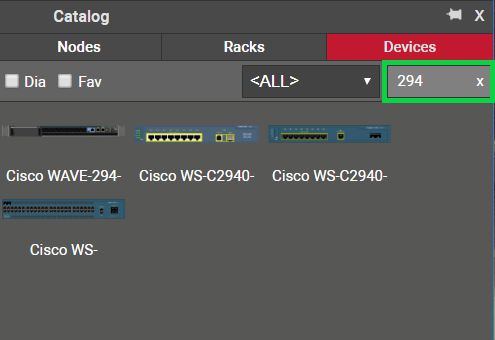 Catalog X
Nodes Racks Devices
Dia Fav <ALL> 294 x
Cisco WAVE-294- Cisco WS-C2940- Cisco WS-C2940-
Cisco WS-